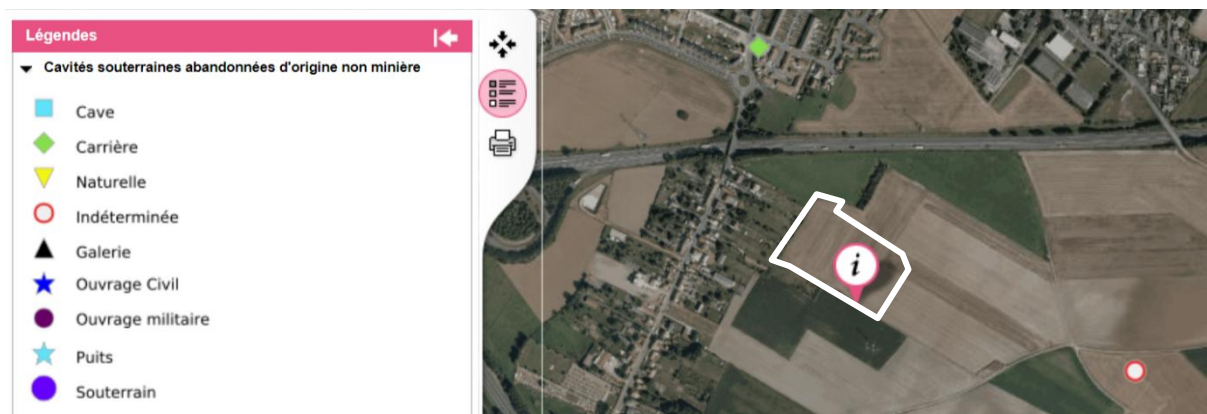 Légendes
Cavités souterraines abandonnées d'origine non minière
Cave
Carrière
Naturelle
Indéterminée
Galerie
Ouvrage Civil
Ouvrage militaire
Puits
Souterrain
i